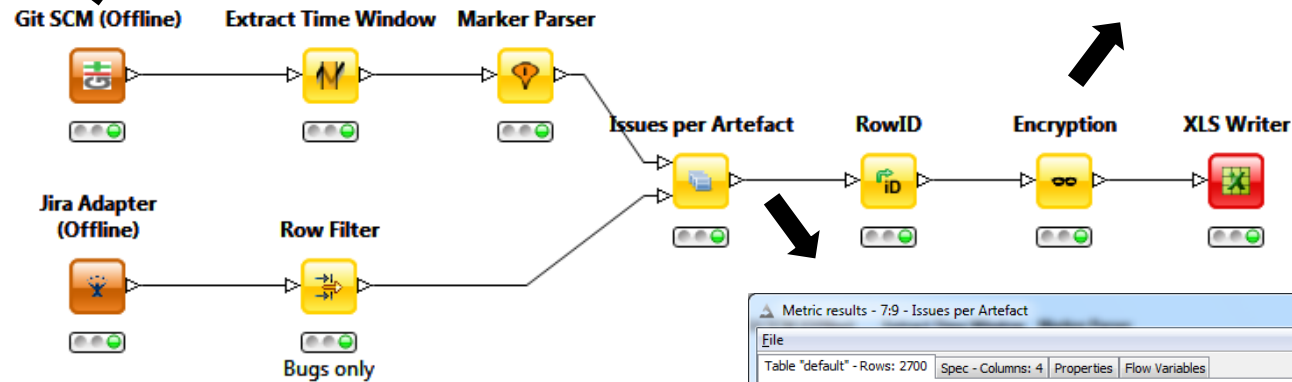 Git SCM (Offline) Extract Time Window Marker Parser
Issues per Artefact RowID Encryption XLS Writer
Jira Adapter
(Offline) Row Filter
Bugs only
Metric results - 7:9 - Issues per Artefact
File
Table "default" - Rows: 2700 Spec - Columns: 4 Properties Flow Variables